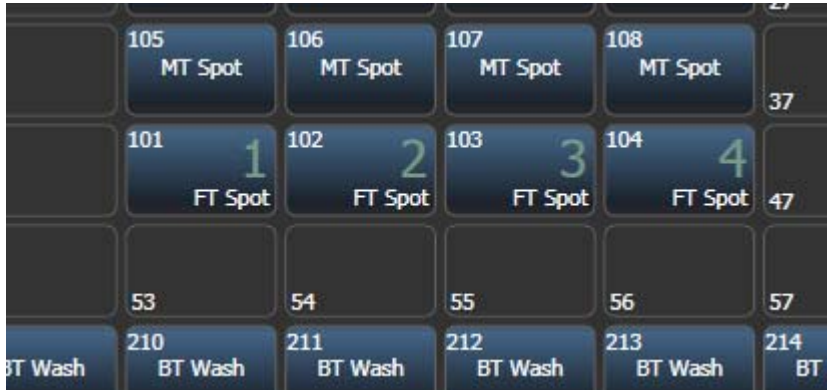 27
105 106 107 108
MT Spot MT Spot MT Spot MT Spot
37
101 1 102 2 103 3 104 4
FT Spot FT Spot FT Spot FT Spot 47
53 54 55 56 57
210 211 212 213 214
BT Wash BT Wash BT Wash BT Wash BT Wash BT